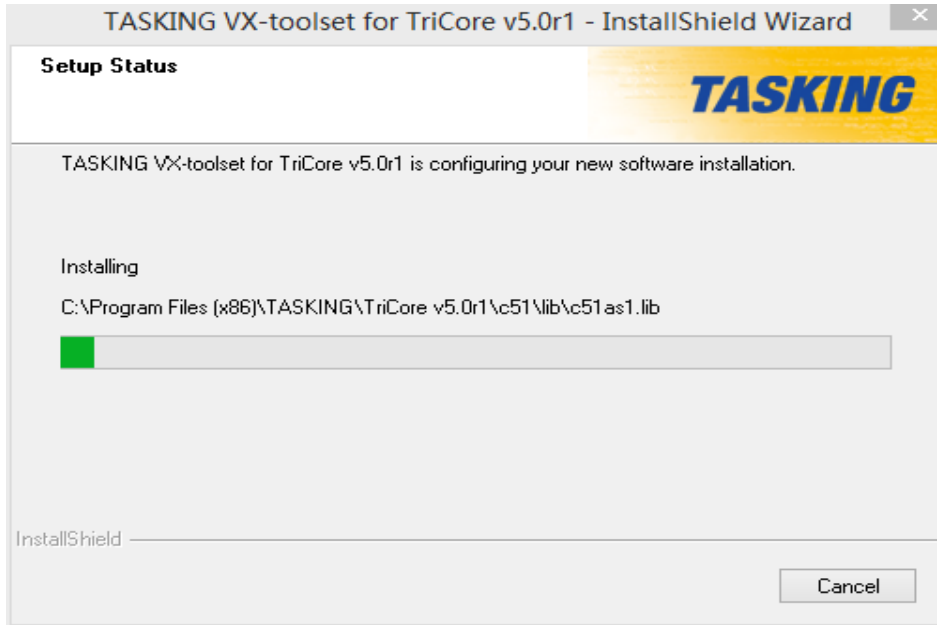 TASKING VX-toolset for TriCore v5.0r1 - InstallShield Wizard
Setup Status
TASKING
TASKING VX-toolset for TriCore v5.0r1 is configuring your new software installation.
Installing
C:\Program Files (x86)\TASKING\TriCore v5.0r1\c51\lib\c51as1.lib
InstallShield
Cancel